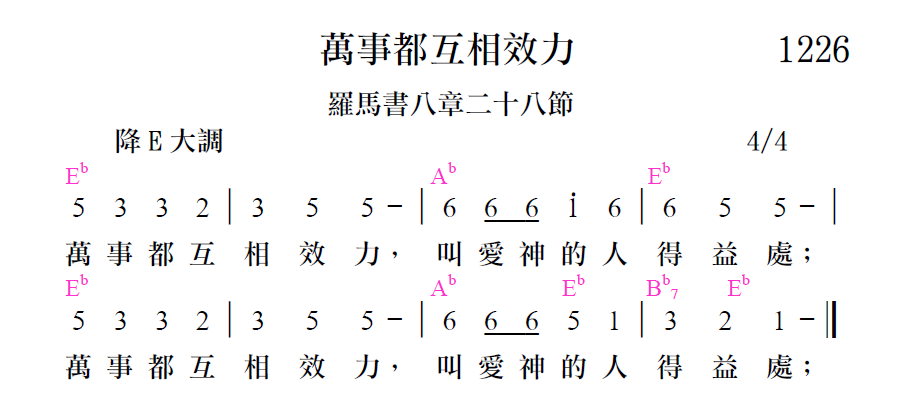 萬事都互相效力 1226
羅馬書八章二十八節
降E大調 4/4
E♭ A♭ E♭
5 3 3 2 | 3 5 5 – | 6 6 6 i 6 | 6 5 5 – |
萬事都互相效力，叫愛神的人得益處；
E♭ A♭ E♭ B♭7 E♭
5 3 3 2 | 3 5 5 – | 6 6 6 5 1 | 3 2 1 – ‖
萬事都互相效力，叫愛神的人得益處；